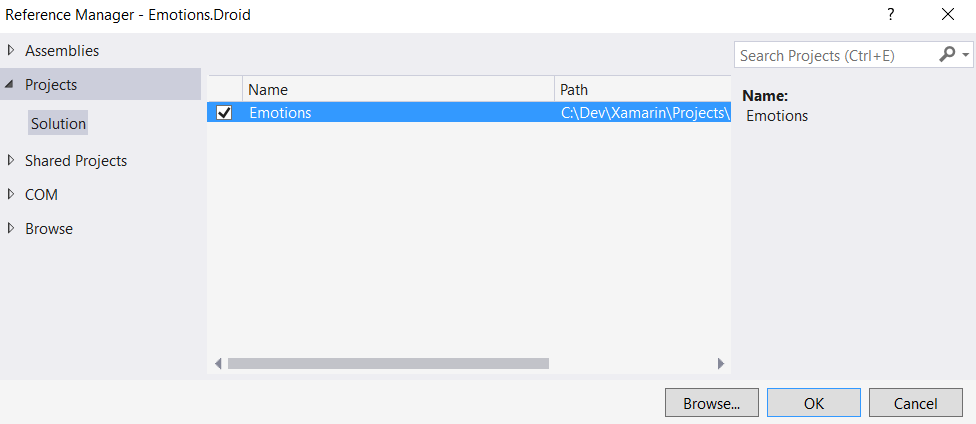 Reference Manager - Emotions.Droid ?
Assemblies
Projects
Solution
Shared Projects
COM
Browse
Name Path
Emotions C:\Dev\Xamarin\Projects\
Search Projects (Ctrl+E)
Name:
Emotions
Browse... OK Cancel